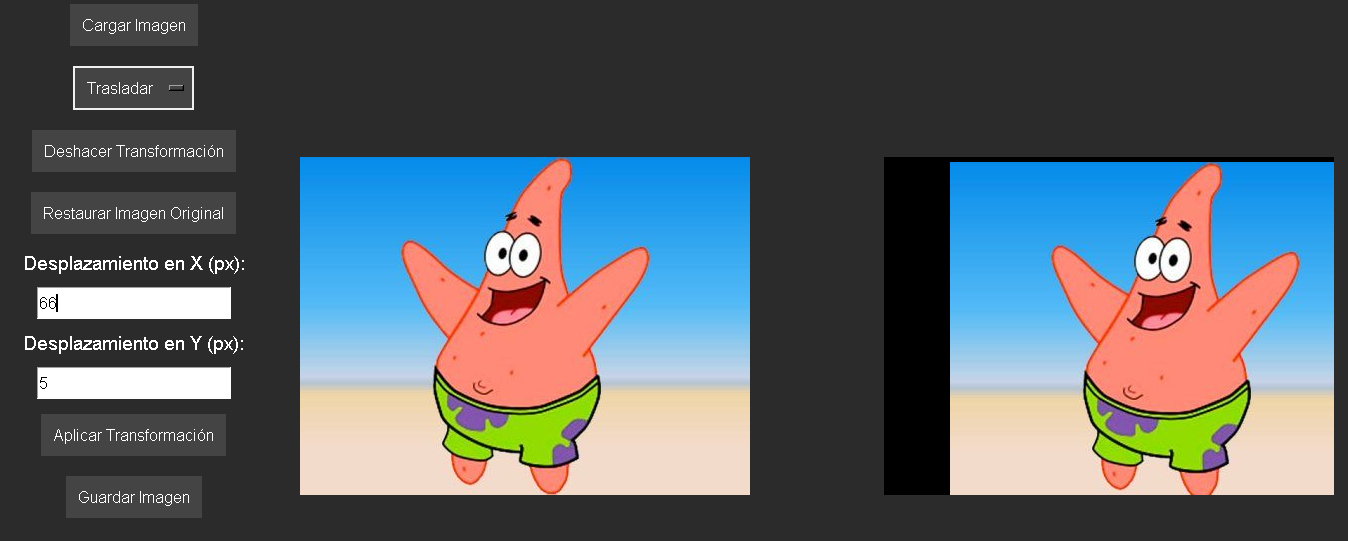 Cargar Imagen
Trasladar
Deshacer Transformación
Restaurar Imagen Original
Desplazamiento en X (px):
66
Desplazamiento en Y (px):
5
Aplicar Transformación
Guardar Imagen